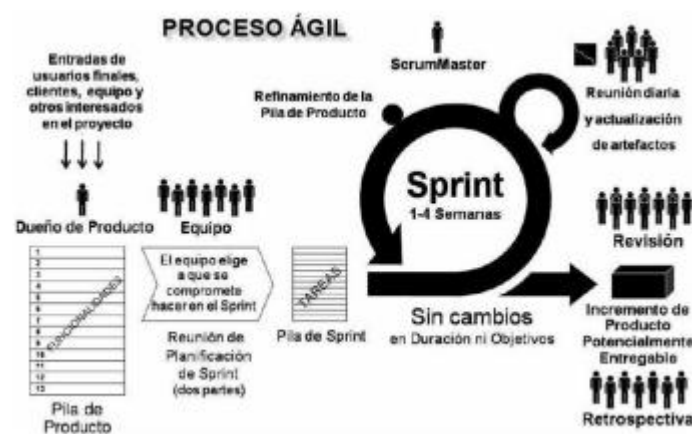 PROCESO ÁGIL
Entradas de
usuarios finales,
clientes, equipo y
otros interesados
en el proyecto
Dueño de Producto
1
2
3
4
5
6
7
8
9
10
11
12
13
FUNCIONALIDADES
Pila de
Producto
Equipo
El equipo elige
a que se
compromete
hacer en el Sprint
Reunión de
Planificación
de Sprint
(dos partes)
TAREAS
Pila de Sprint
ScrumMaster
Refinamiento de la
Pila de Producto
Sprint
1-4 Semanas
Sin cambios
en Duración ni Objetivos
Reunión diaria
y actualización
de artefactos
Revisión
Incremento de
Producto
Potencialmente
Entregable
Retrospectiva